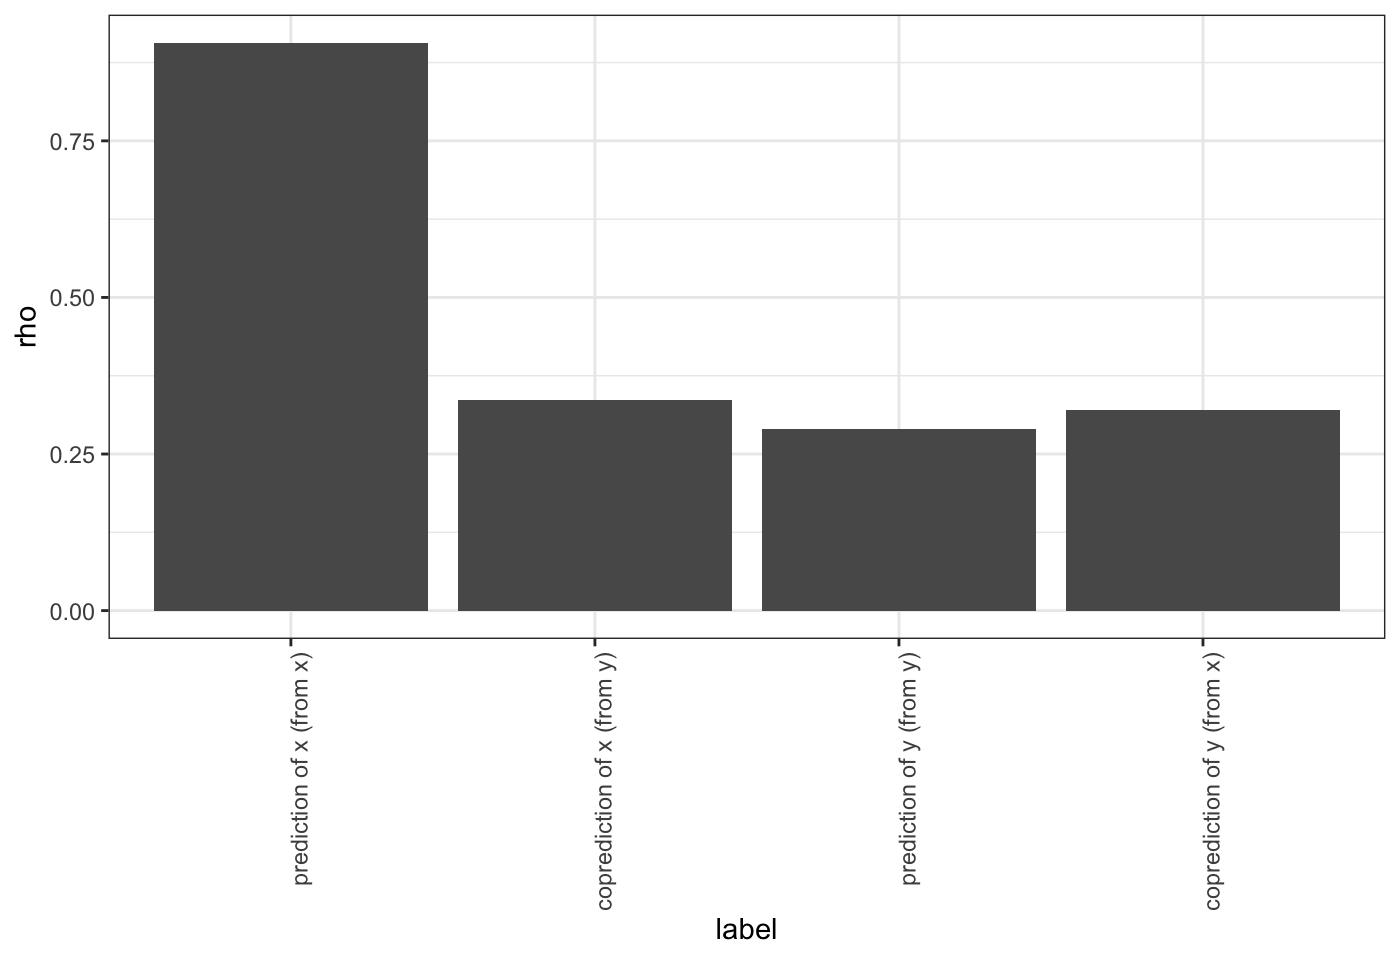 0.75
0.50
0.25
0.00
rho
prediction of x (from x)
coprediction of x (from y)
prediction of y (from y)
coprediction of y (from x)
label